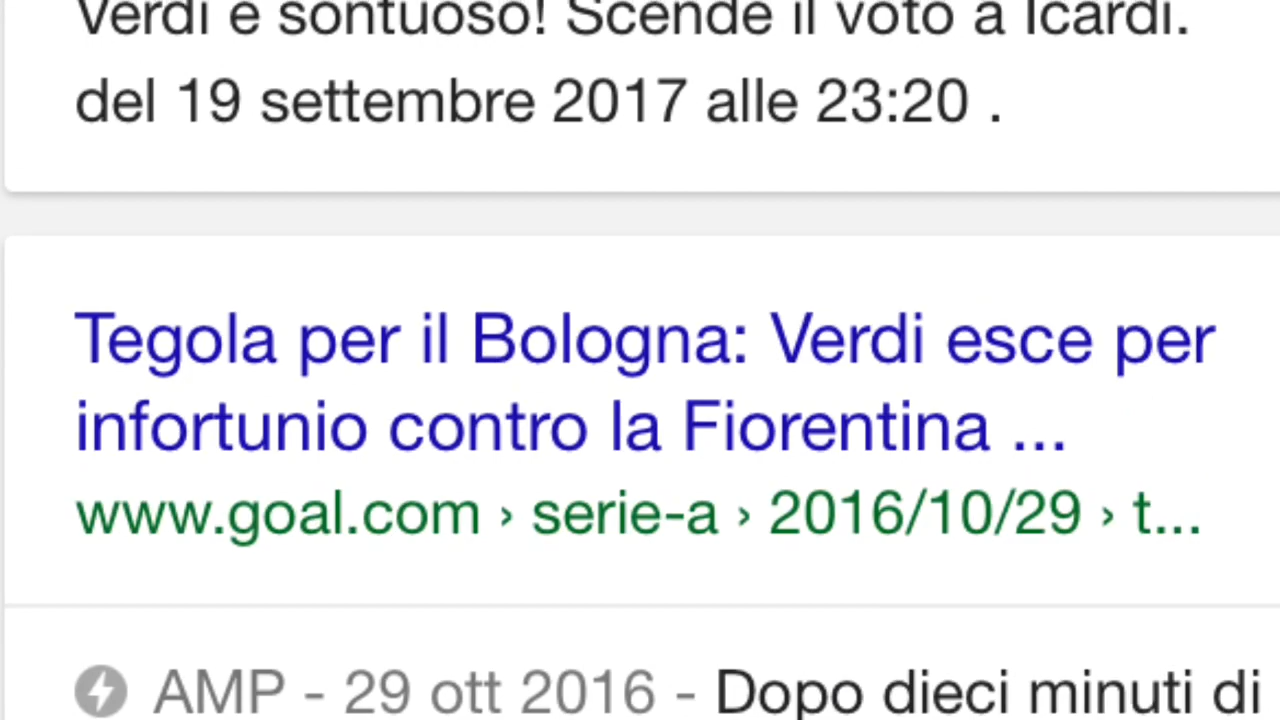 Verdi è sontuoso! Scende il voto a Icardi.
del 19 settembre 2017 alle 23:20 .
Tegola per il Bologna: Verdi esce per
infortunio contro la Fiorentina ...
www.goal.com › serie-a › 2016/10/29 › t...
AMP - 29 ott 2016 - Dopo dieci minuti di